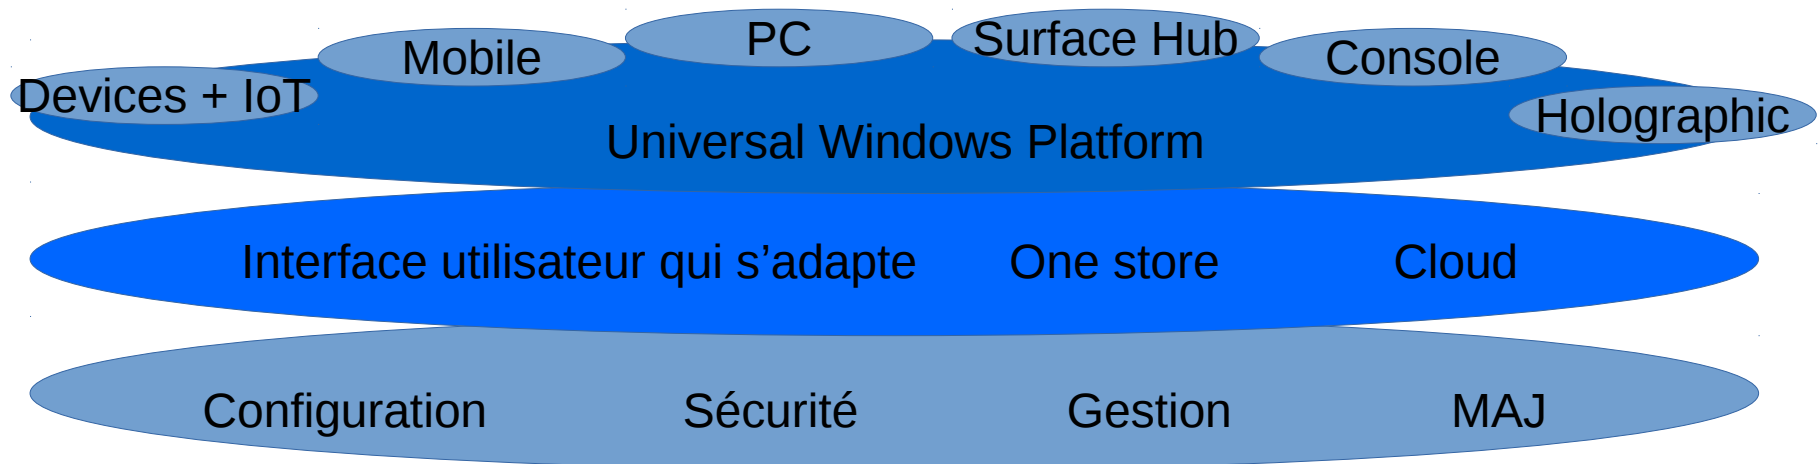 Devices + IoT
Mobile
PC
Surface Hub
Console
Holographic
Universal Windows Platform
Interface utilisateur qui s’adapte
One store
Cloud
Configuration
Sécurité
Gestion
MAJ